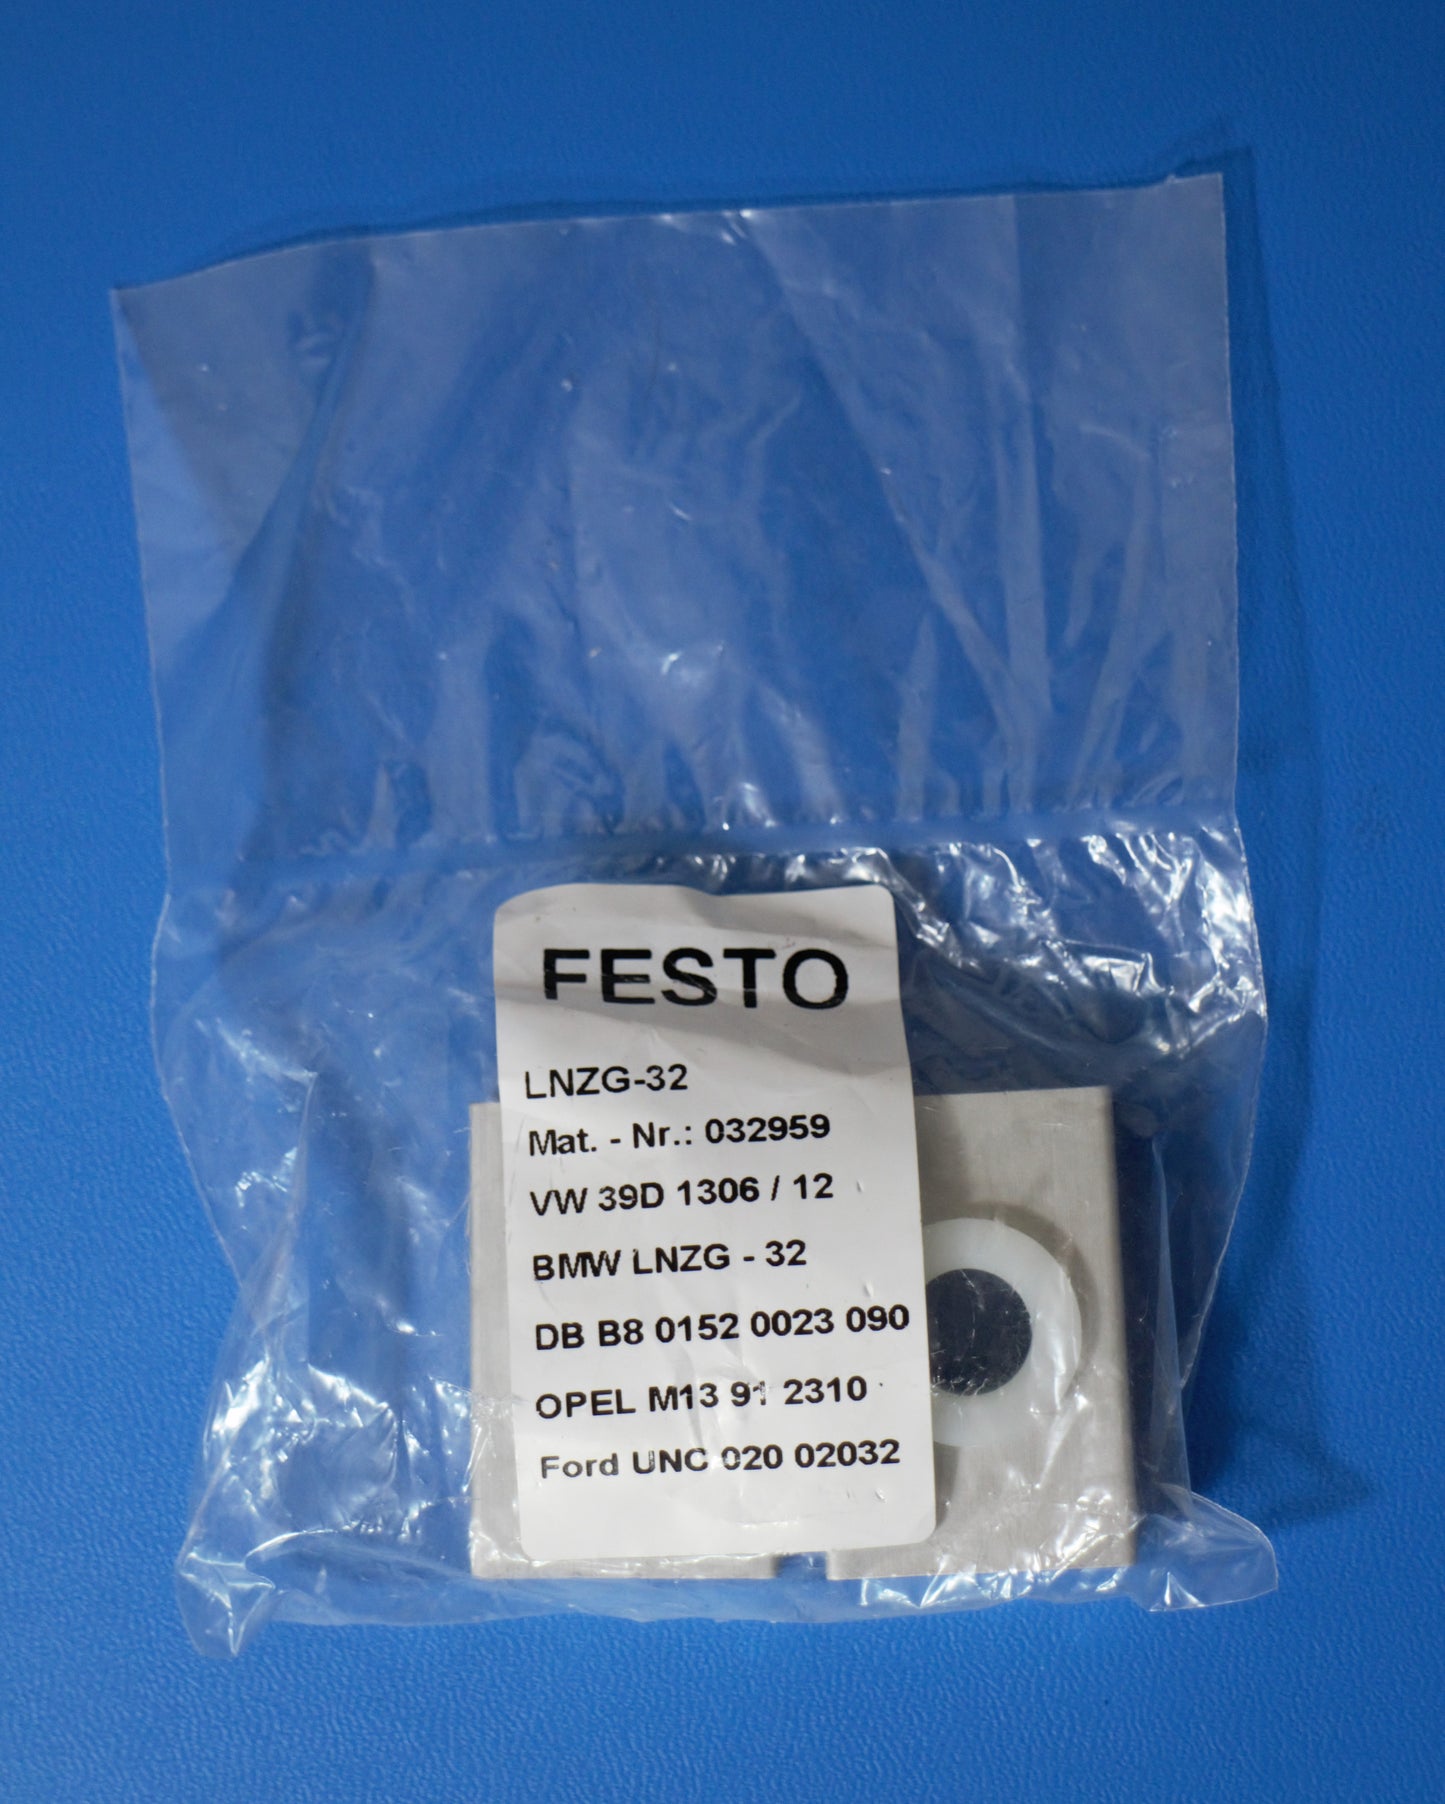 FESTO
LNZG-32
Mat. - Nr.: 032959
VW 39D 1306 / 12
BMW LNZG - 32
DB B8 0152 0023 090
OPEL M13 91 2310
Ford UNC 020 02032